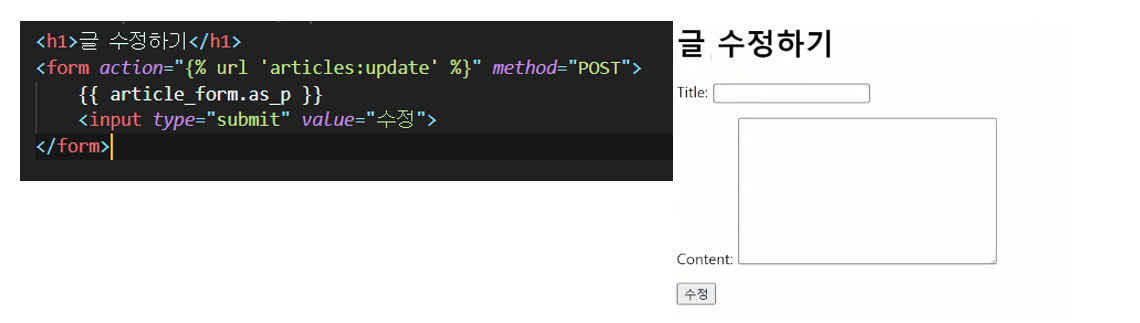 <h1>글 수정하기</h1>
<form action="{% url 'articles:update' %}" method="POST">
{{ article_form.as_p }}
<input type="submit" value="수정">
</form>
글 수정하기
Title:
Content:
수정